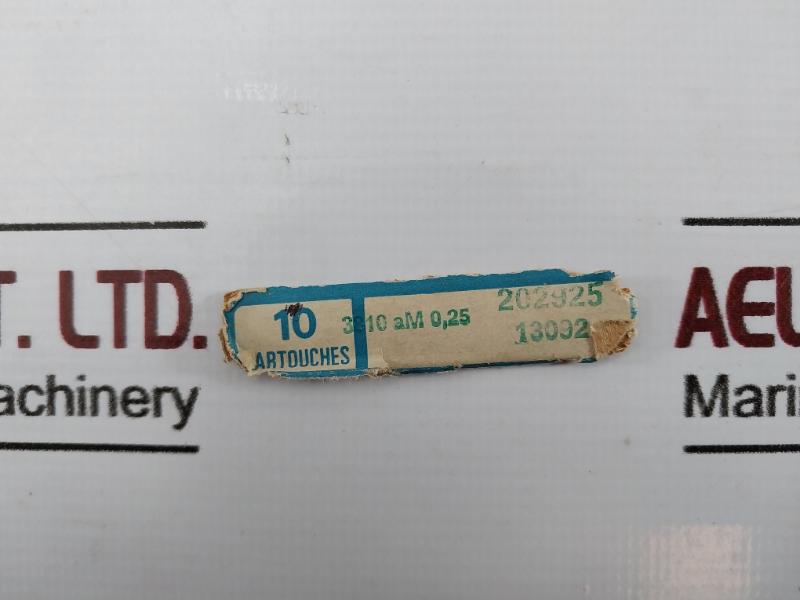 T. LTD.
achinery
10
ARTOUCHES
aM 0,25
202925
13092
AEU
Marin